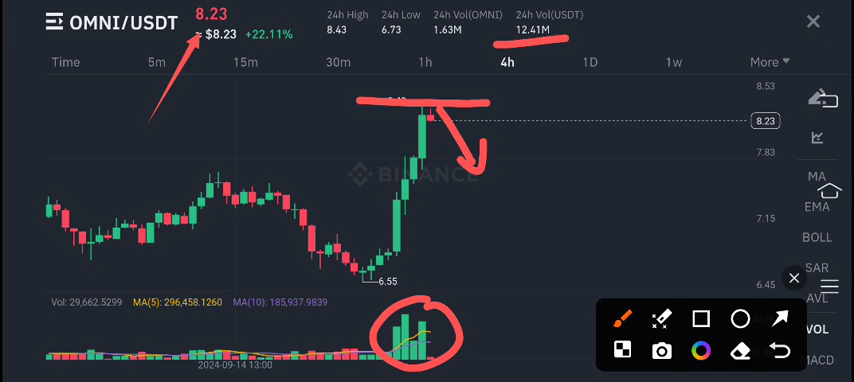 OMNI/USDT
8.23
≈ $8.23 +22.11%
24h High 24h Low 24h Vol(OMNI) 24h Vol(USDT)
8.43 6.73 1.63M 12.41M
Time 5m 15m 30m 1h 4h 1D 1w More
8.53
8.23
7.83
BINANCE
7.15
6.55
6.45
MA
EMA
BOLL
SAR
AVL
VOL
MACD
Vol: 29,662.5299 MA(5): 296,458.1260 MA(10): 185,937.9839
2024-09-14 13:00